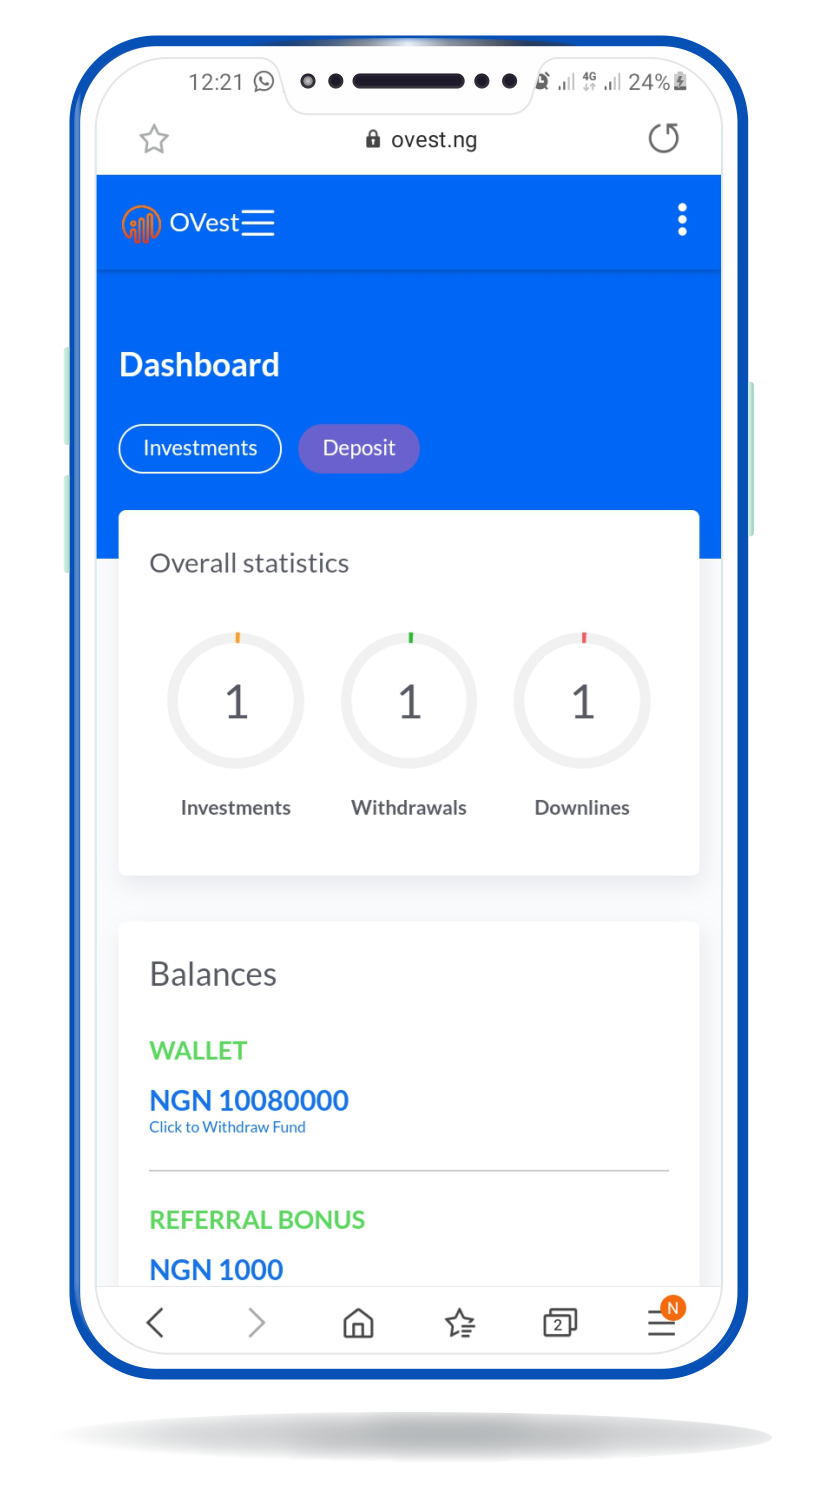 12:21 4G 24%
ovest.ng
OVest
Dashboard
Investments Deposit
Overall statistics
1 1 1
Investments Withdrawals Downlines
Balances
WALLET
NGN 10080000
Click to Withdraw Fund
REFERRAL BONUS
NGN 1000
2 N